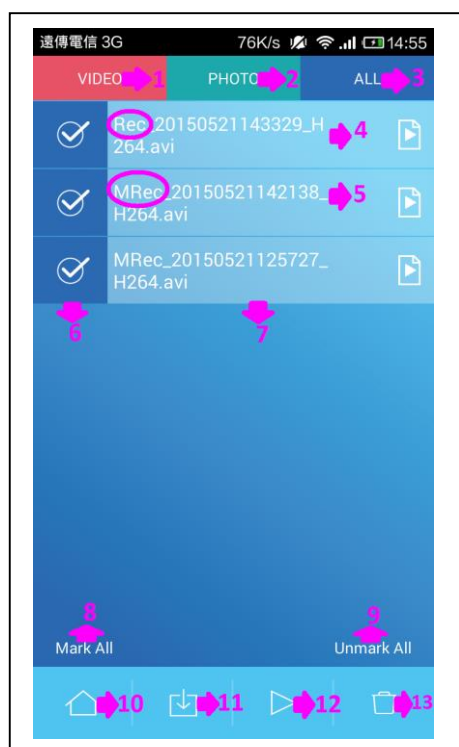 遠傳電信 3G 76K/s 14:55
VIDEO 1 PHOTO 2 ALL 3
Rec_20150521143329_H 4
264.avi
MRec_20150521142138_ 5
H264.avi
MRec_20150521125727_
H264.avi
6 7
8 9
Mark All Unmark All
10 11 12 13